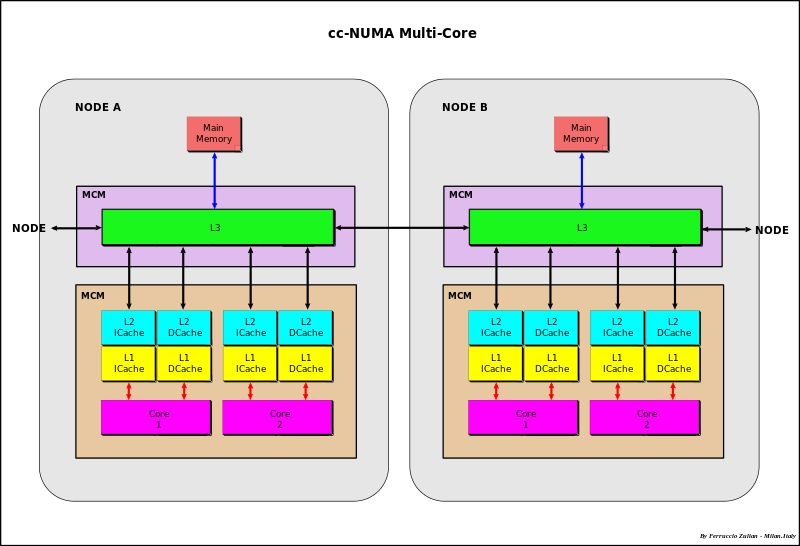 cc-NUMA Multi-Core
NODE A
NODE B
Main
Memory
Main
Memory
MCM
MCM
NODE
L3
L3
NODE
MCM
MCM
L2
ICache
L2
DCache
L2
ICache
L2
DCache
L2
ICache
L2
DCache
L2
ICache
L2
DCache
L1
ICache
L1
DCache
L1
ICache
L1
DCache
L1
ICache
L1
DCache
L1
ICache
L1
DCache
Core
1
Core
2
Core
1
Core
2
By Ferruccio Zulian - Milan.Italy